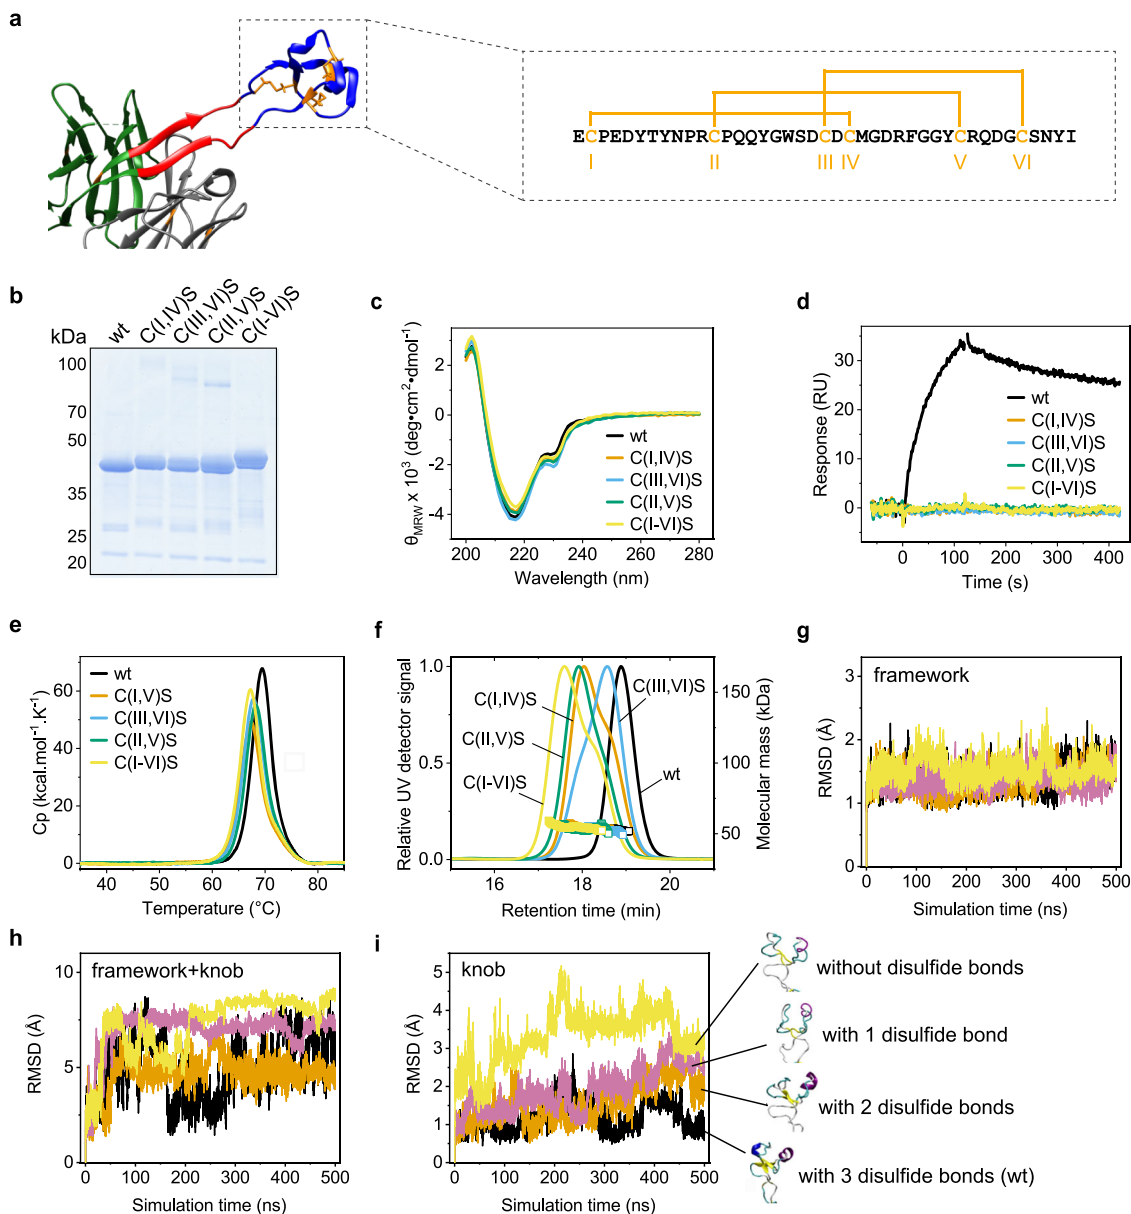 a
ECPEDYTYNPRCPQQYGWSDCDCMGDRFGGYCRQDGCSNYI
I II III IV V VI
b
kDa
wt
C(I,IV)S
C(III,VI)S
C(II,V)S
C(I-VI)S
100
70
50
35
25
20
c
θMRW x 10³ (deg•cm²•dmol⁻¹)
2
0
-2
-4
wt
C(I,IV)S
C(III,VI)S
C(II,V)S
C(I-VI)S
200 220 240 260 280
Wavelength (nm)
d
Response (RU)
30
20
10
0
wt
C(I,IV)S
C(III,VI)S
C(II,V)S
C(I-VI)S
0 100 200 300 400
Time (s)
e
Cp (kcal.mol⁻¹.K⁻¹)
60
40
20
0
wt
C(I,V)S
C(III,VI)S
C(II,V)S
C(I-VI)S
40 50 60 70 80
Temperature (°C)
f
Relative UV detector signal
1.0
0.5
0.0
C(I,IV)S
C(II,V)S
C(I-VI)S
C(III,VI)S
wt
150
100
50
Molecular mass (kDa)
16 18 20
Retention time (min)
g
framework
RMSD (Å)
3
2
1
0
0 100 200 300 400 500
Simulation time (ns)
h
framework+knob
RMSD (Å)
10
5
0
0 100 200 300 400 500
Simulation time (ns)
i
knob
RMSD (Å)
5
4
3
2
1
0
0 100 200 300 400 500
Simulation time (ns)
without disulfide bonds
with 1 disulfide bond
with 2 disulfide bonds
with 3 disulfide bonds (wt)